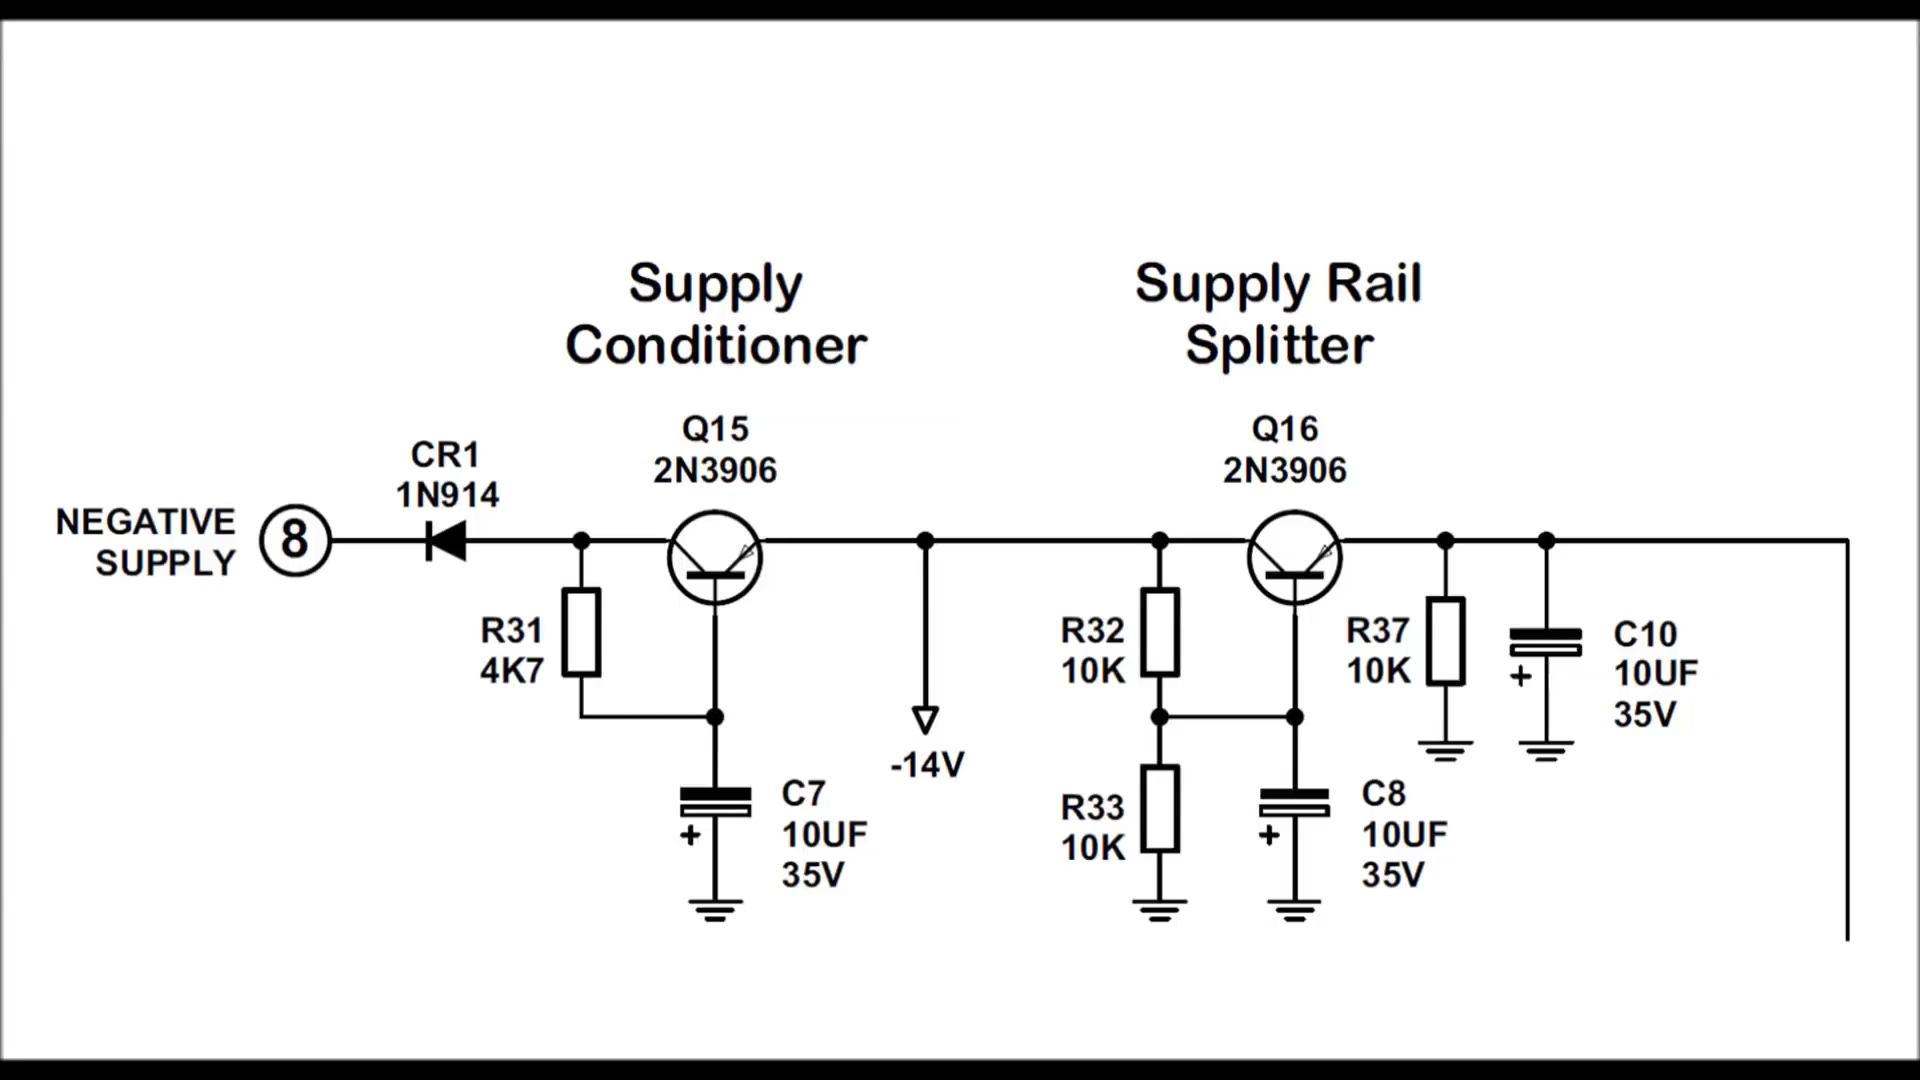 Supply
Conditioner
Supply Rail
Splitter
Q15
2N3906
Q16
2N3906
CR1
1N914
NEGATIVE
SUPPLY
8
R31
4K7
R32
10K
R37
10K
C10
10UF
35V
+
-14V
C7
10UF
35V
+
R33
10K
C8
10UF
35V
+